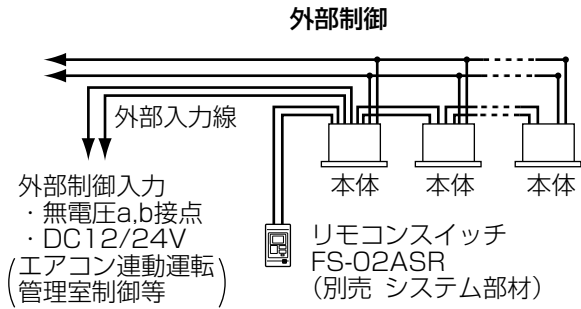 外部制御
外部入力線
外部制御入力
・無電圧a,b接点
・DC12/24V
(エアコン連動運転
管理室制御等)
本体
本体
本体
リモコンスイッチ
FS-02ASR
(別売 システム部材)